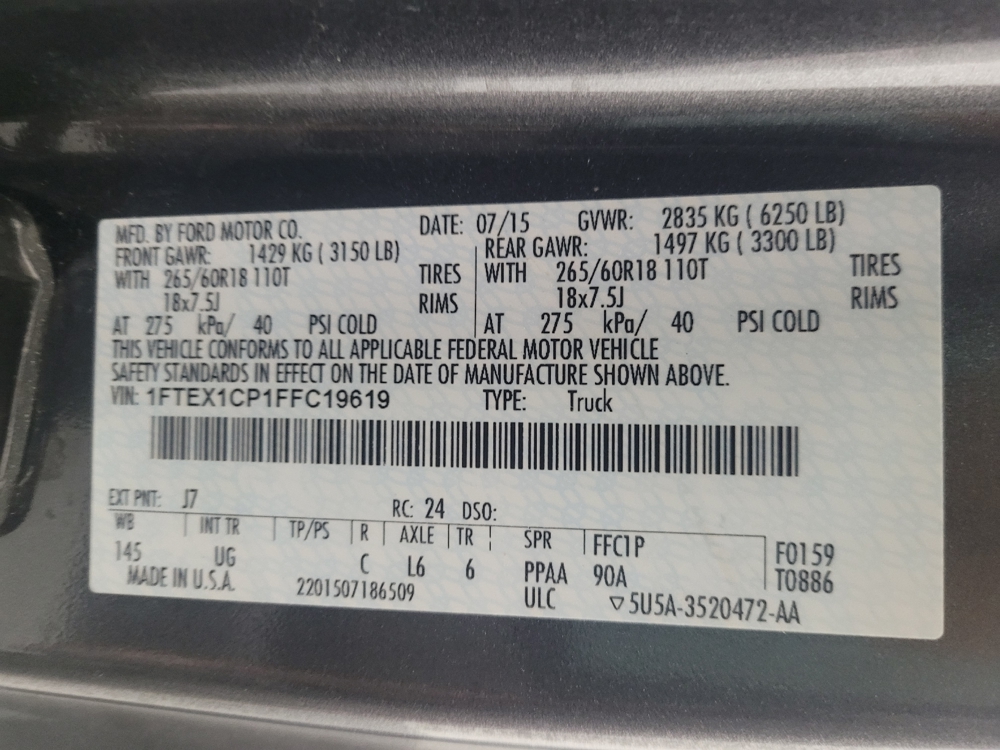 MFD. BY FORD MOTOR CO. DATE: 07/15 GVWR: 2835 KG ( 6250 LB)
FRONT GAWR: 1429 KG ( 3150 LB) REAR GAWR: 1497 KG ( 3300 LB)
WITH 265/60R18 110T TIRES WITH 265/60R18 110T TIRES
18x7.5J RIMS 18x7.5J RIMS
AT 275 kPa/ 40 PSI COLD AT 275 kPa/ 40 PSI COLD
THIS VEHICLE CONFORMS TO ALL APPLICABLE FEDERAL MOTOR VEHICLE
SAFETY STANDARDS IN EFFECT ON THE DATE OF MANUFACTURE SHOWN ABOVE.
VIN: 1FTEX1CP1FFC19619 TYPE: Truck
EXT PNT: J7 RC: 24 DSO:
WB INT TR TP/PS R AXLE TR SPR FFC1P F0159
145 UG C L6 6 PPAA 90A T0886
MADE IN U.S.A. 2201507186509 ULC ▽5U5A-3520472-AA